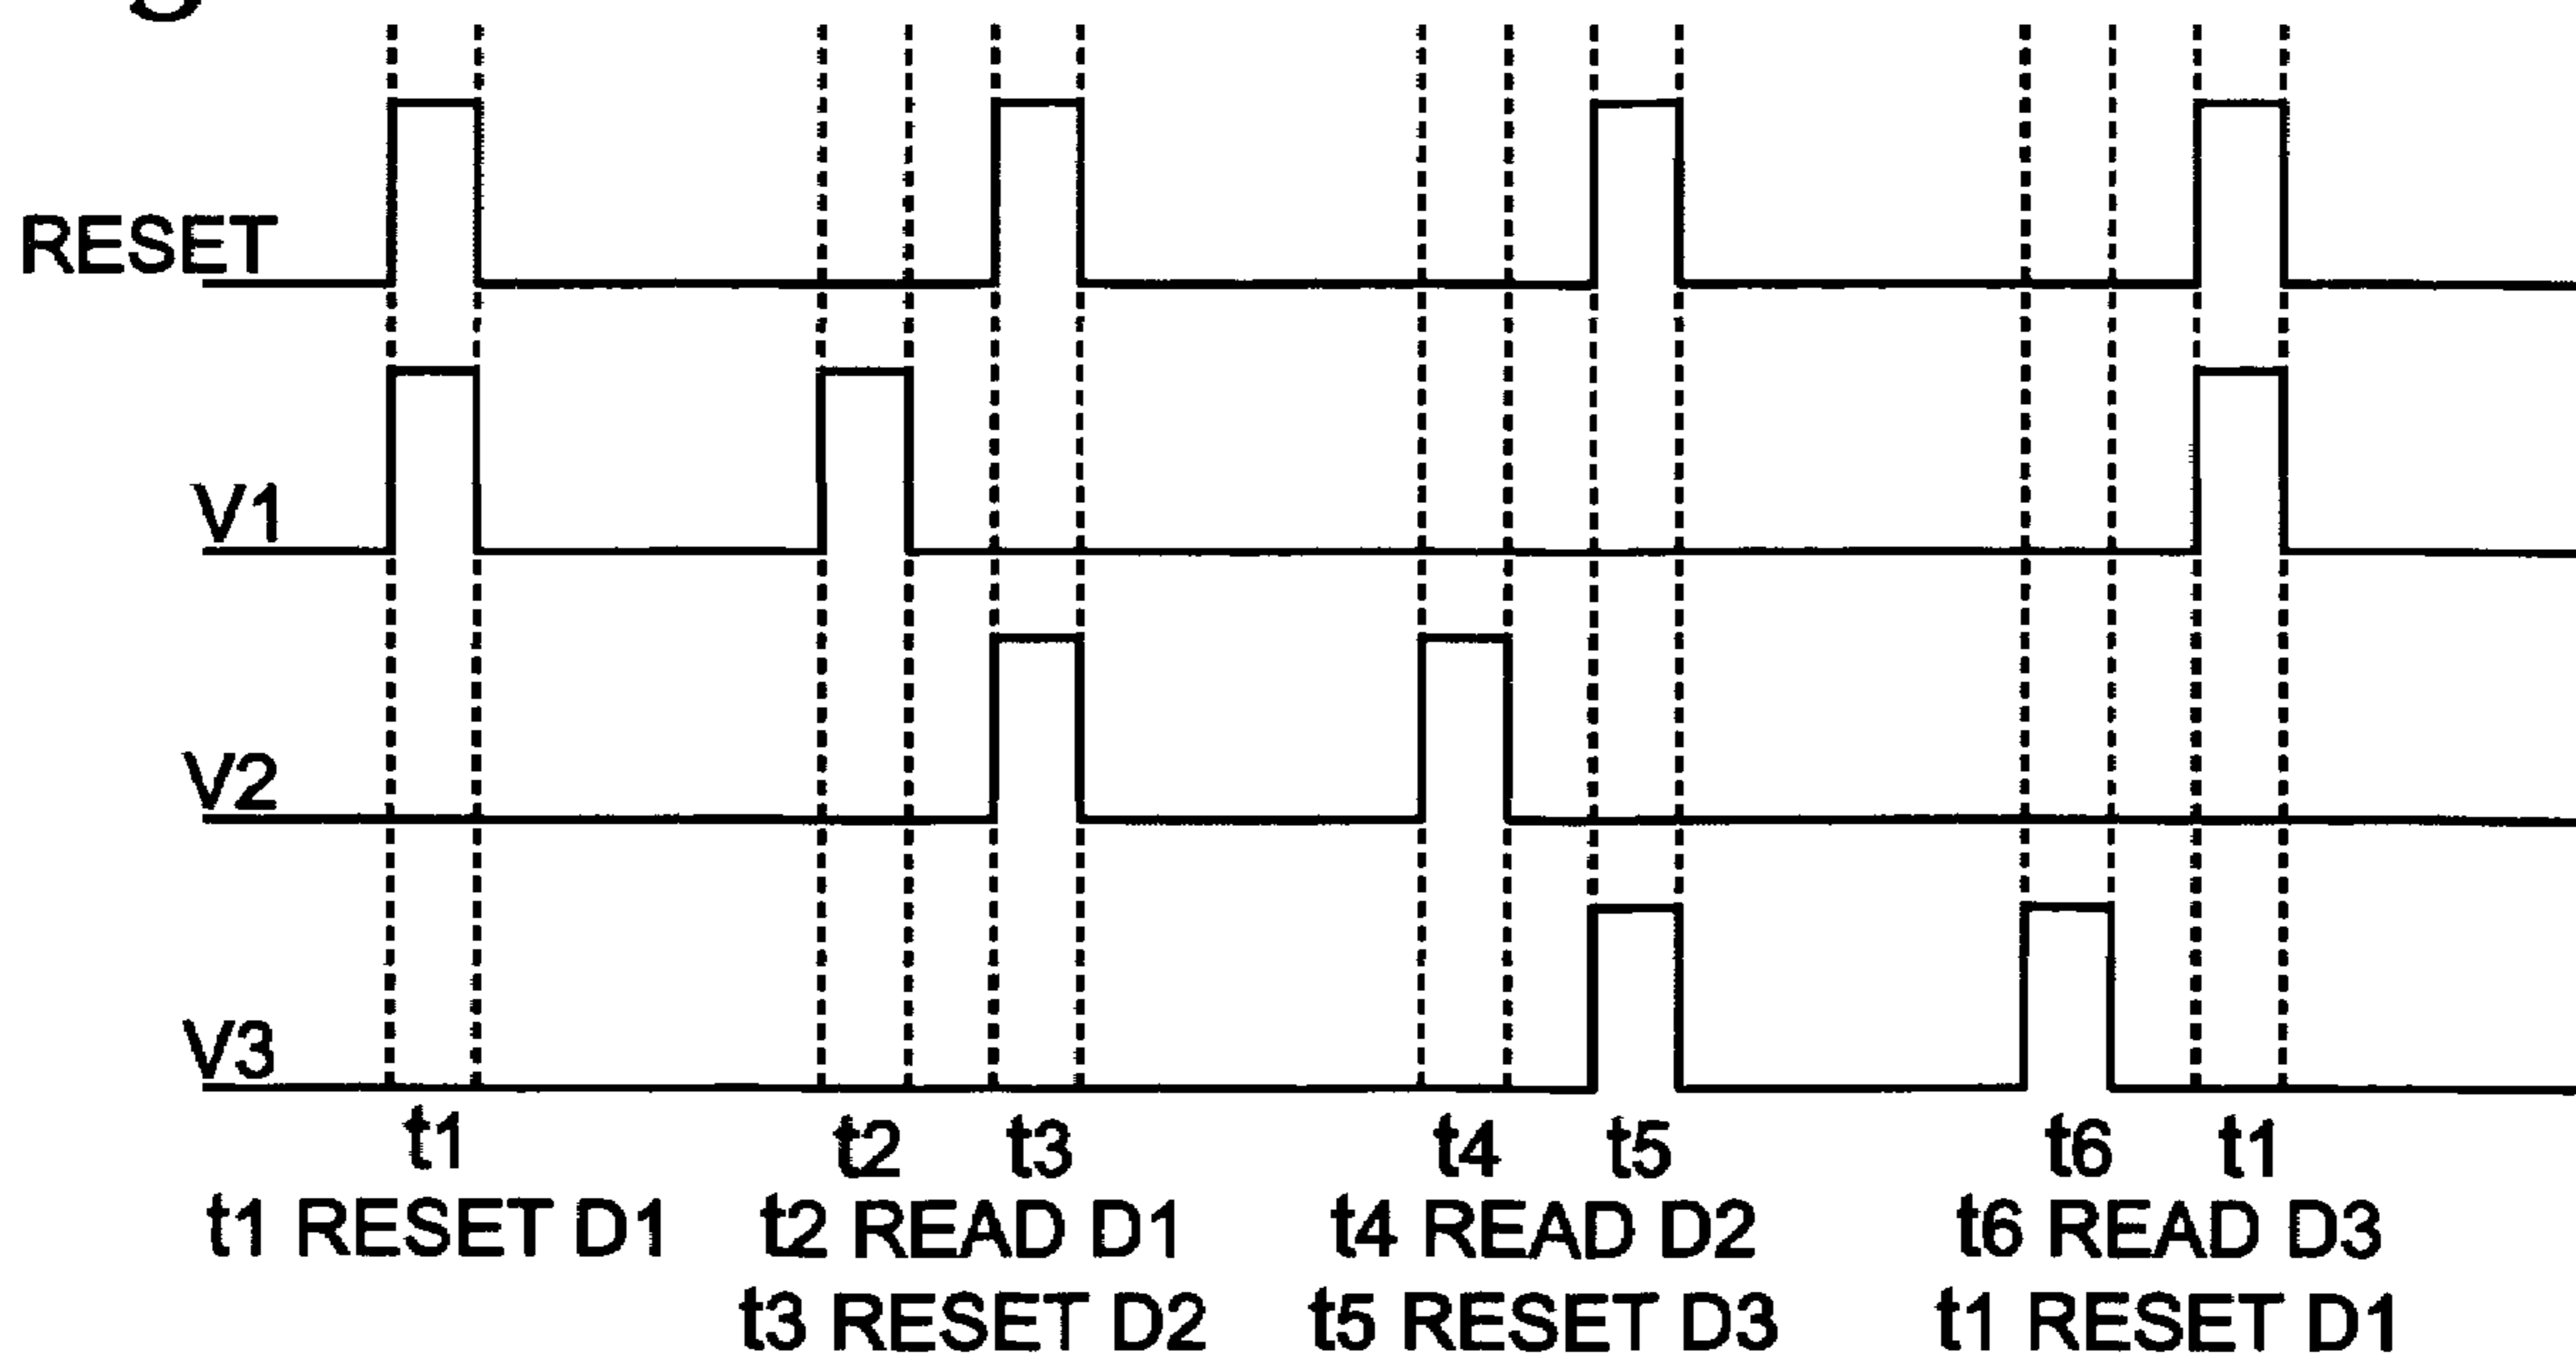 RESET
V1
V2
V3
t1 t2 t3 t4 t5 t6 t1
t1 RESET D1 t2 READ D1 t4 READ D2 t6 READ D3
t3 RESET D2 t5 RESET D3 t1 RESET D1